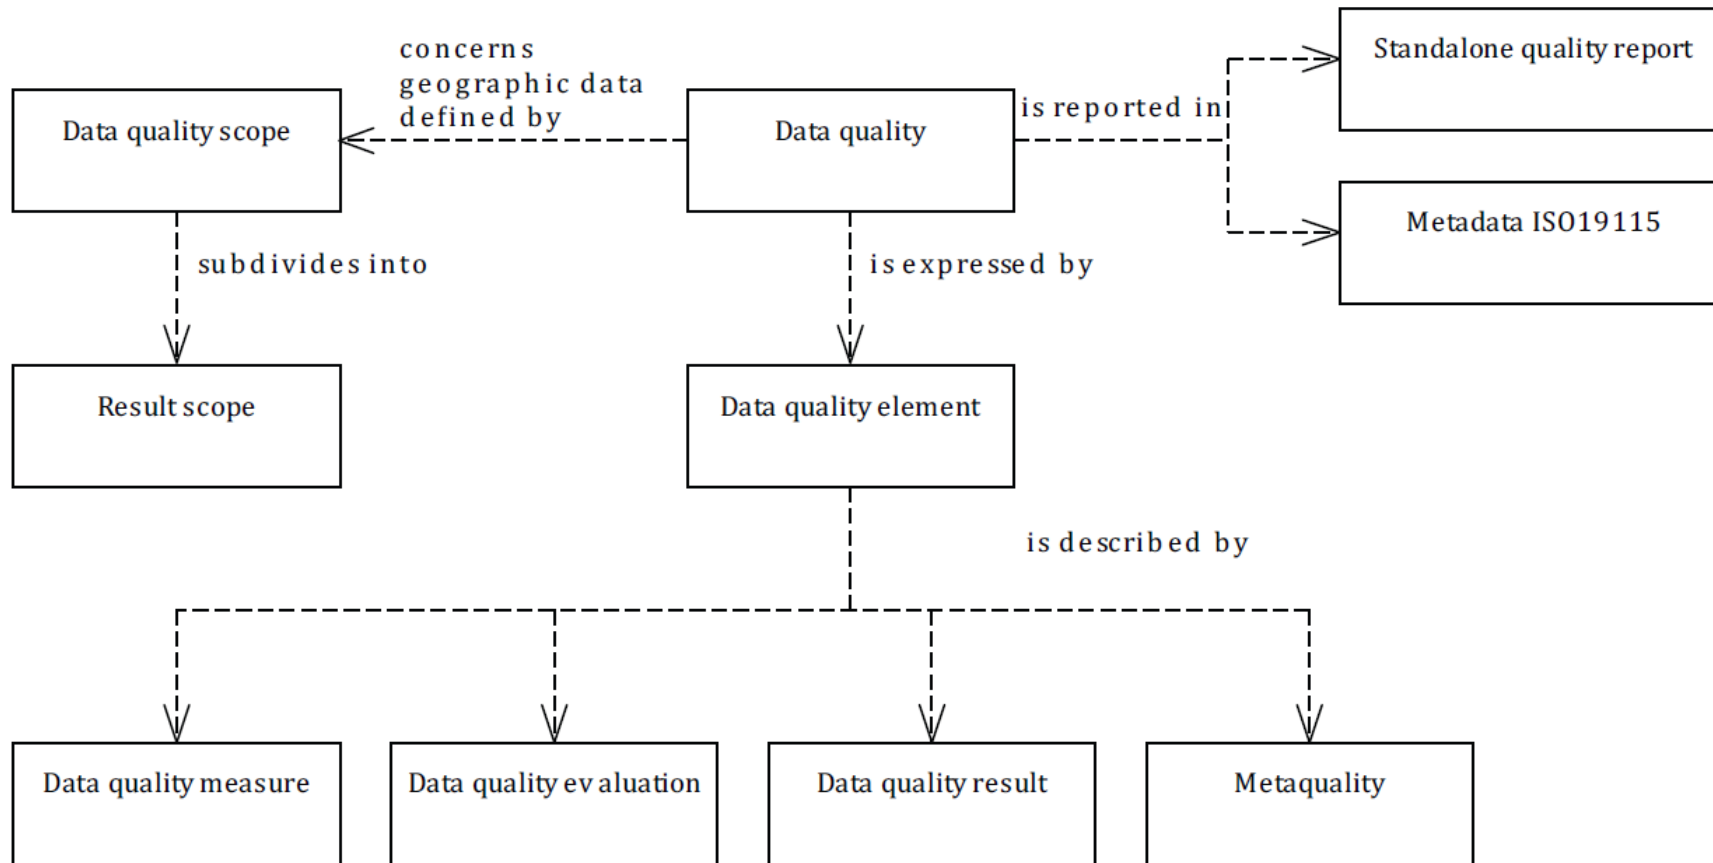 Standalone quality report
concerns
geographic data
defined by
is reported in
Data quality scope
Data quality
Metadata ISO19115
subdivides into
is expressed by
Result scope
Data quality element
is described by
Data quality measure
Data quality evaluation
Data quality result
Metaquality